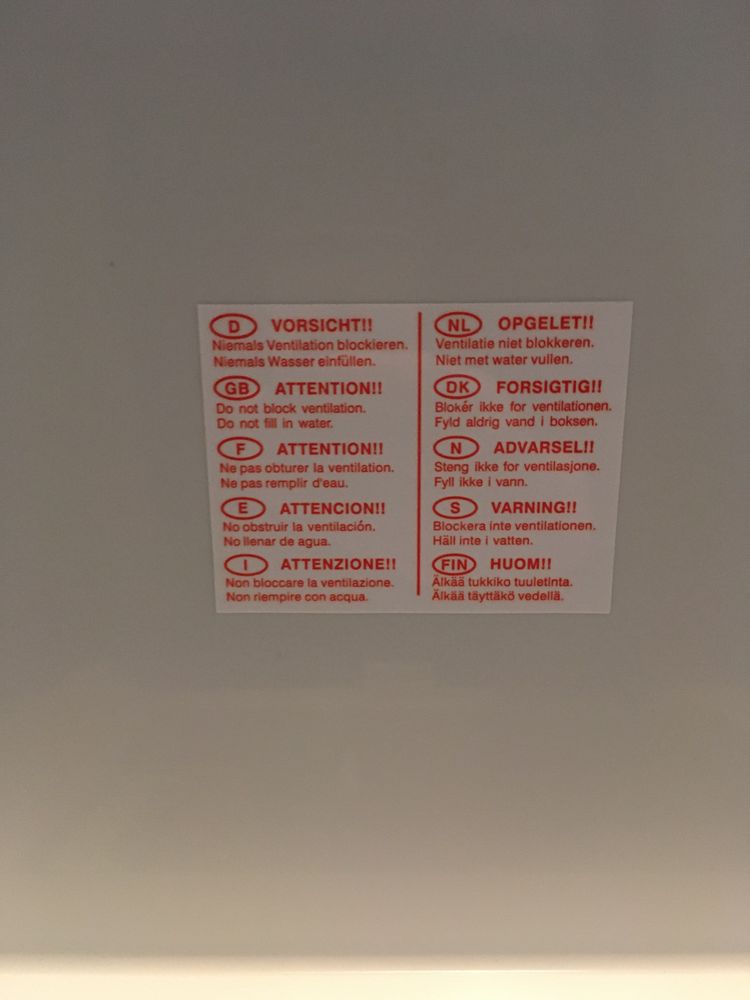 D VORSICHT!!
Niemals Ventilation blockieren.
Niemals Wasser einfüllen.
GB ATTENTION!!
Do not block ventilation.
Do not fill in water.
F ATTENTION!!
Ne pas obturer la ventilation.
Ne pas remplir d'eau.
E ATTENCION!!
No obstruir la ventilación.
No llenar de agua.
I ATTENZIONE!!
Non bloccare la ventilazione.
Non riempire con acqua.
NL OPGELET!!
Ventilatie niet blokkeren.
Niet met water vullen.
DK FORSIGTIG!!
Blokér ikke for ventilationen.
Fyld aldrig vand i boksen.
N ADVARSEL!!
Steng ikke for ventilasjone.
Fyll ikke i vann.
S VARNING!!
Blockera inte ventilationen.
Häll inte i vatten.
FIN HUOM!!
Älkää tukkiko tuuletinta.
Älkää täyttäkö vedellä.